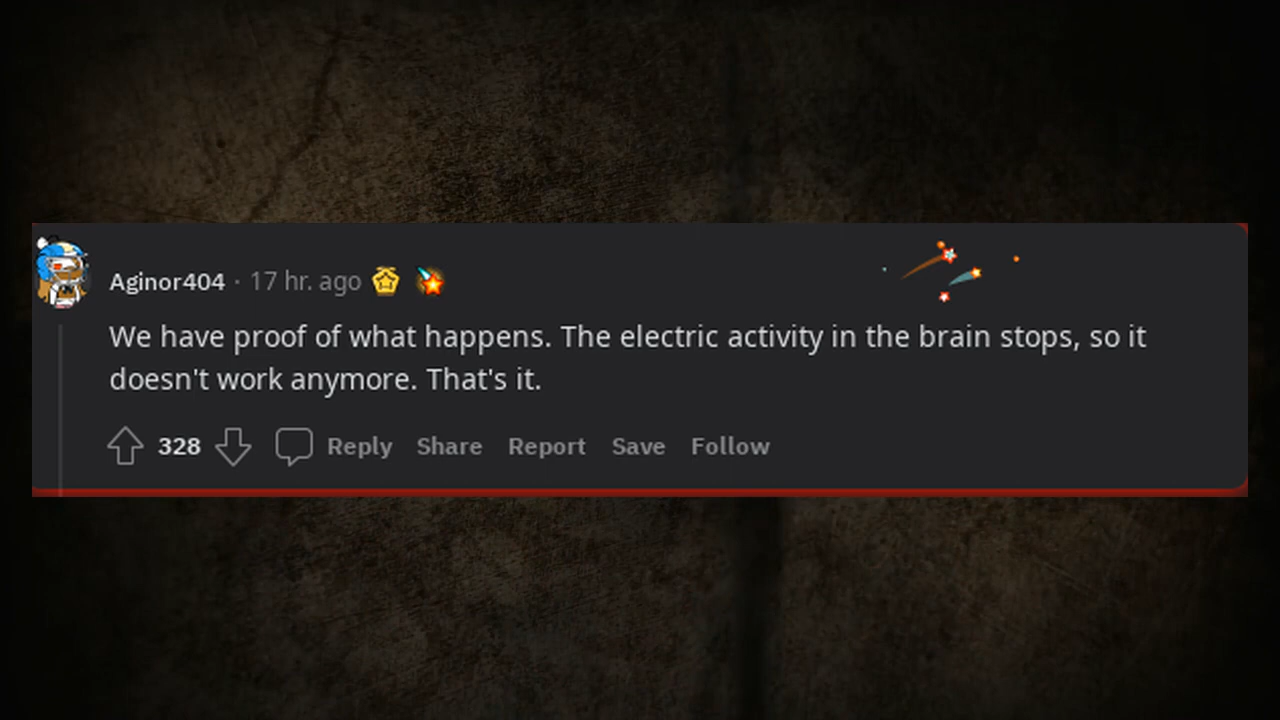 Aginor404 · 17 hr. ago
We have proof of what happens. The electric activity in the brain stops, so it
doesn't work anymore. That's it.
328 Reply Share Report Save Follow